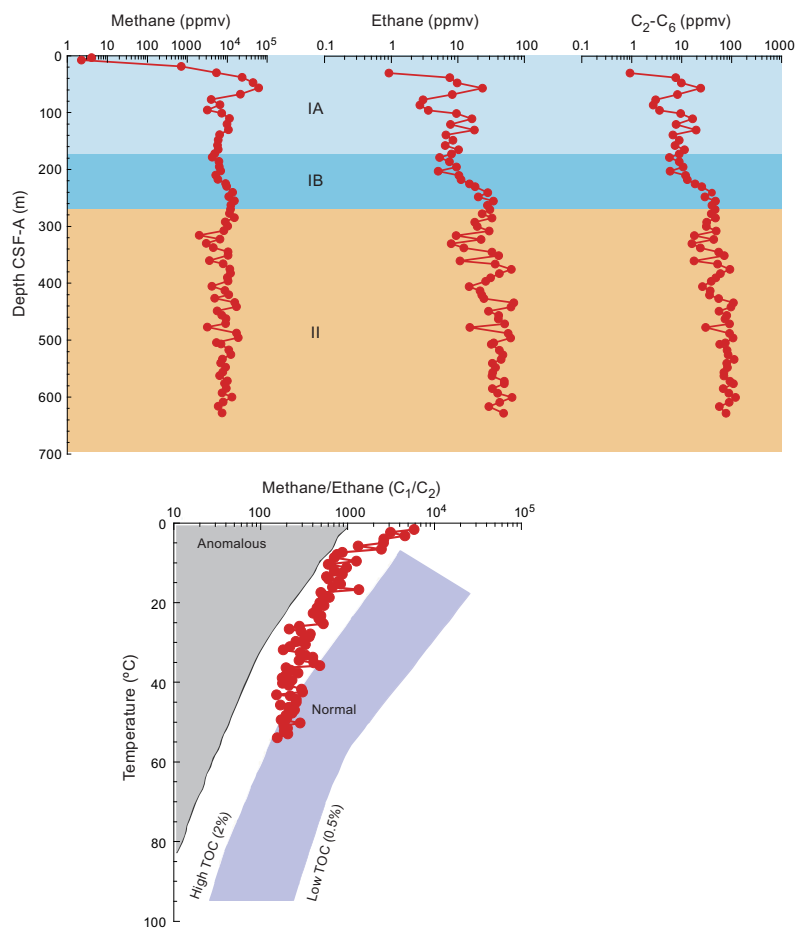 Methane (ppmv) Ethane (ppmv) C2–C6 (ppmv)
1 10 100 1000 10^4 10^5 0.1 1 10 100 0.1 1 10 100 1000
0
100
200
300
400
500
600
700
Depth CSF-A (m)
IA
IB
II
Methane/Ethane (C1/C2)
10 100 1000 10^4 10^5
0
20
40
60
80
100
Temperature (ºC)
Anomalous
Normal
High TOC (2%)
Low TOC (0.5%)